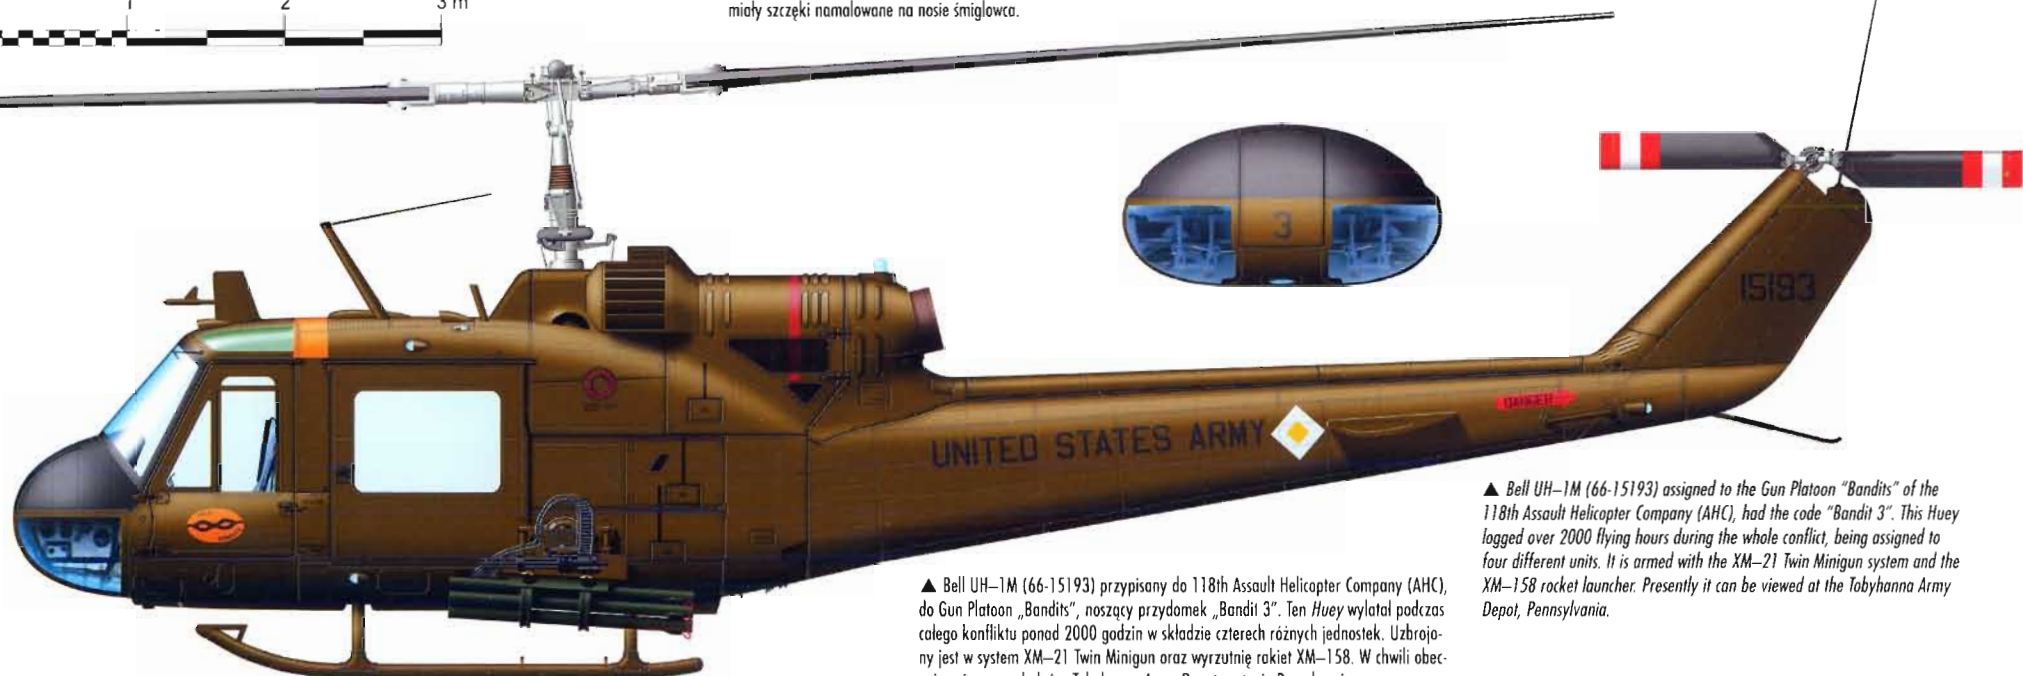 1 2 3 m
miały szczęki namalowane na nosie śmigłowca.
3
15193
UNITED STATES ARMY
DANGER
▲ Bell UH–1M (66-15193) przypisany do 118th Assault Helicopter Company (AHC),
do Gun Platoon „Bandits”, noszący przydomek „Bandit 3”. Ten Huey wylatał podczas
całego konfliktu ponad 2000 godzin w składzie czterech różnych jednostek. Uzbrojo-
ny jest w system XM–21 Twin Minigun oraz wyrzutnię rakiet XM–158. W chwili obec-
▲ Bell UH–1M (66-15193) assigned to the Gun Platoon “Bandits” of the
118th Assault Helicopter Company (AHC), had the code “Bandit 3”. This Huey
logged over 2000 flying hours during the whole conflict, being assigned to
four different units. It is armed with the XM–21 Twin Minigun system and the
XM–158 rocket launcher. Presently it can be viewed at the Tobyhanna Army
Depot, Pennsylvania.